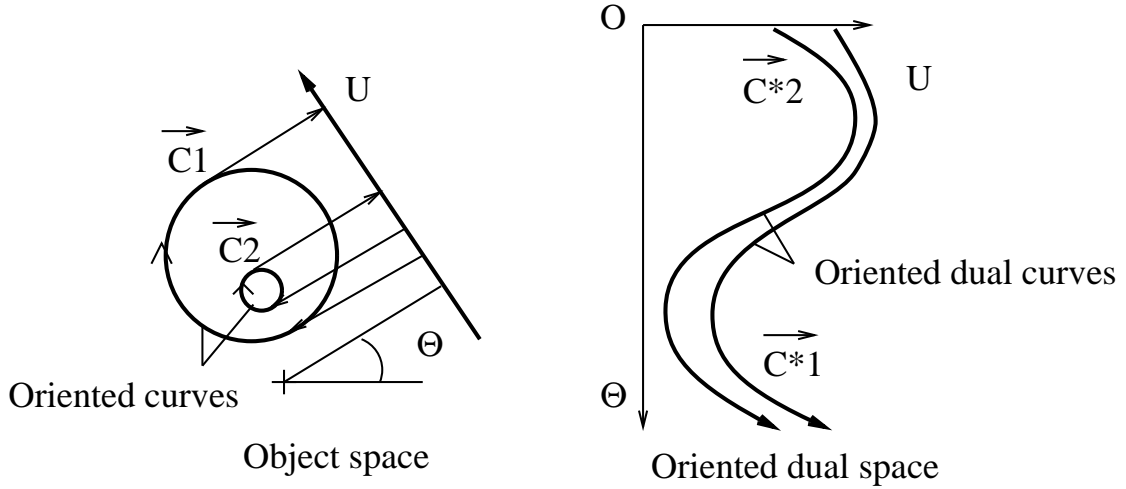 U
C1
C2
Θ
Oriented curves
Object space
O
C*2
U
Oriented dual curves
C*1
Θ
Oriented dual space